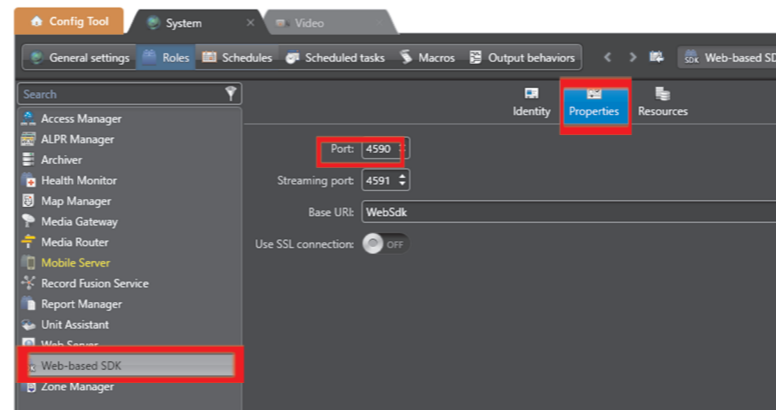 Config Tool
System
Video
General settings
Roles
Schedules
Scheduled tasks
Macros
Output behaviors
SDK
Web-based SD
Search
Identity
Properties
Resources
Access Manager
ALPR Manager
Archiver
Health Monitor
Map Manager
Media Gateway
Media Router
Mobile Server
Record Fusion Service
Report Manager
Unit Assistant
Web Server
Web-based SDK
Zone Manager
Port: 4590
Streaming port: 4591
Base URI: WebSdk
Use SSL connection: OFF